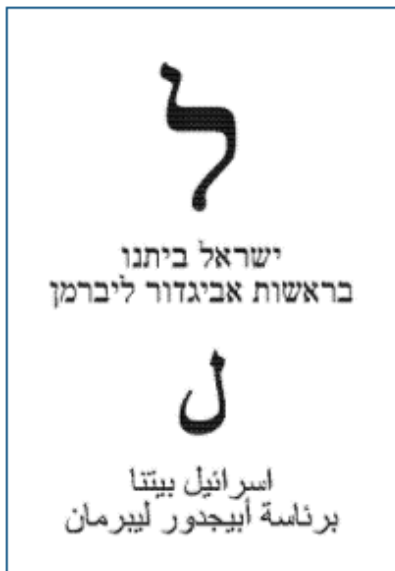 ל
ישראל ביתנו
בראשות אביגדור ליברמן
ل
اسرائيل بيتنا
برئاسة أبيجدور ليبرمان